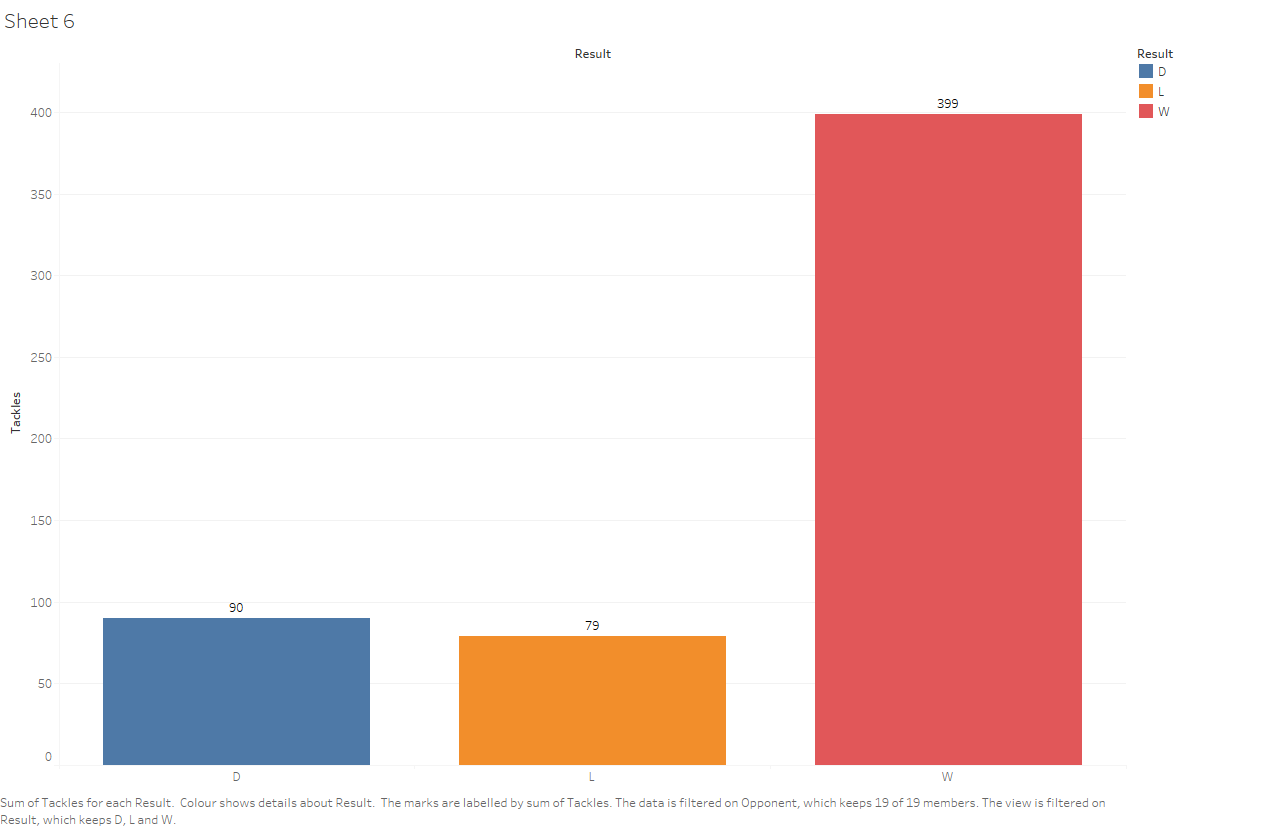 Sheet 6
Result
Result
D
L
W
399
400
350
300
250
200
150
100
50
0
Tackles
90
79
D
L
W
Sum of Tackles for each Result.  Colour shows details about Result.  The marks are labelled by sum of Tackles. The data is filtered on Opponent, which keeps 19 of 19 members. The view is filtered on
Result, which keeps D, L and W.